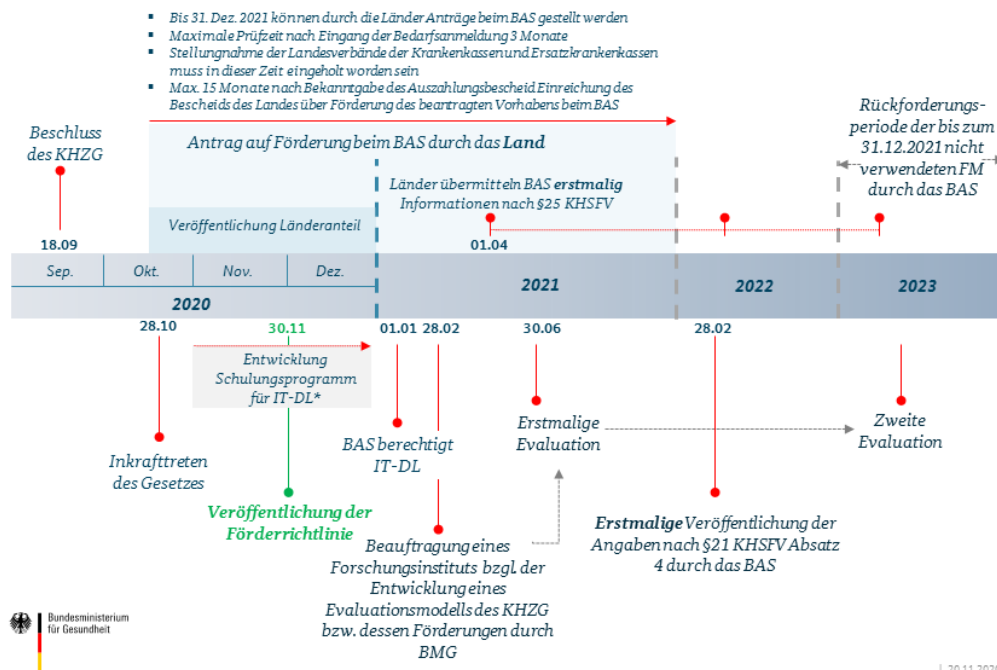 ▪ Bis 31. Dez. 2021 können durch die Länder Anträge beim BAS gestellt werden
▪ Maximale Prüfzeit nach Eingang der Bedarfsanmeldung 3 Monate
▪ Stellungnahme der Landesverbände der Krankenkassen und Ersatzkrankenkassen
muss in dieser Zeit eingeholt worden sein
▪ Max. 15 Monate nach Bekanntgabe des Auszahlungsbescheid Einreichung des
Bescheids des Landes über Förderung des beantragten Vorhabens beim BAS
Beschluss
des KHZG
Antrag auf Förderung beim BAS durch das Land
Rückforderungs-
periode der bis zum
31.12.2021 nicht
verwendeten FM
durch das BAS
Länder übermitteln BAS erstmalig
Informationen nach §25 KHSFV
Veröffentlichung Länderanteil
18.09
01.04
Sep.
Okt.
Nov.
Dez.
2020
2021
2022
2023
28.10
30.11
01.01
28.02
30.06
28.02
Entwicklung
Schulungsprogramm
für IT-DL*
Inkrafttreten
des Gesetzes
Veröffentlichung der
Förderrichtlinie
BAS berechtigt
IT-DL
Beauftragung eines
Forschungsinstituts bzgl. der
Entwicklung eines
Evaluationsmodells des KHZG
bzw. dessen Förderungen durch
BMG
Erstmalige
Evaluation
Erstmalige Veröffentlichung der
Angaben nach §21 KHSFV Absatz
4 durch das BAS
Zweite
Evaluation
Bundesministerium
für Gesundheit